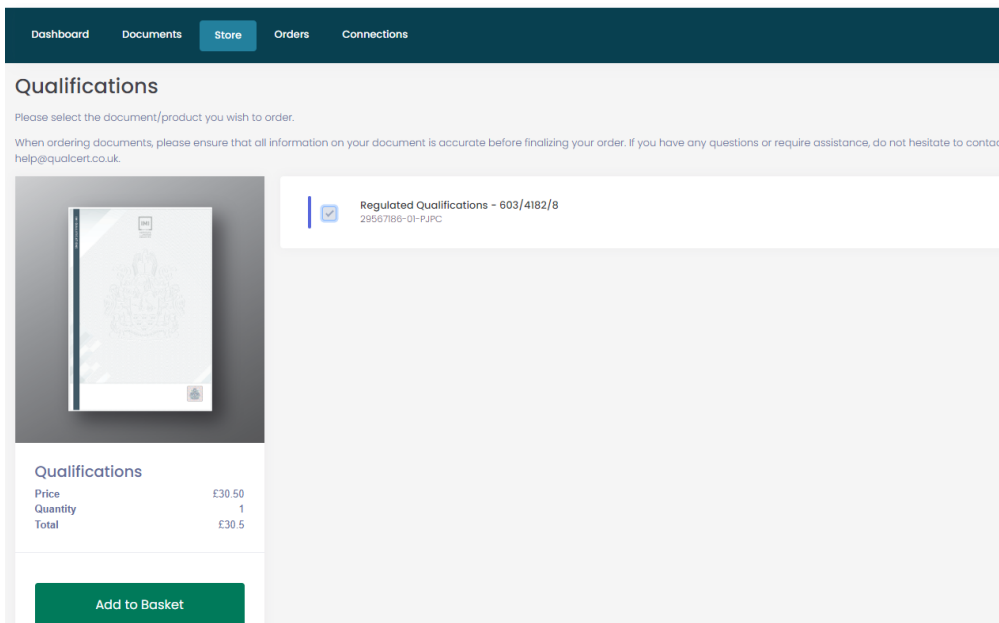 Dashboard Documents Store Orders Connections
Qualifications
Please select the document/product you wish to order.
When ordering documents, please ensure that all information on your document is accurate before finalizing your order. If you have any questions or require assistance, do not hesitate to contac
help@qualcert.co.uk.
Regulated Qualifications - 603/4182/8
29567186-01-PJPC
Qualifications
Price £30.50
Quantity 1
Total £30.5
Add to Basket